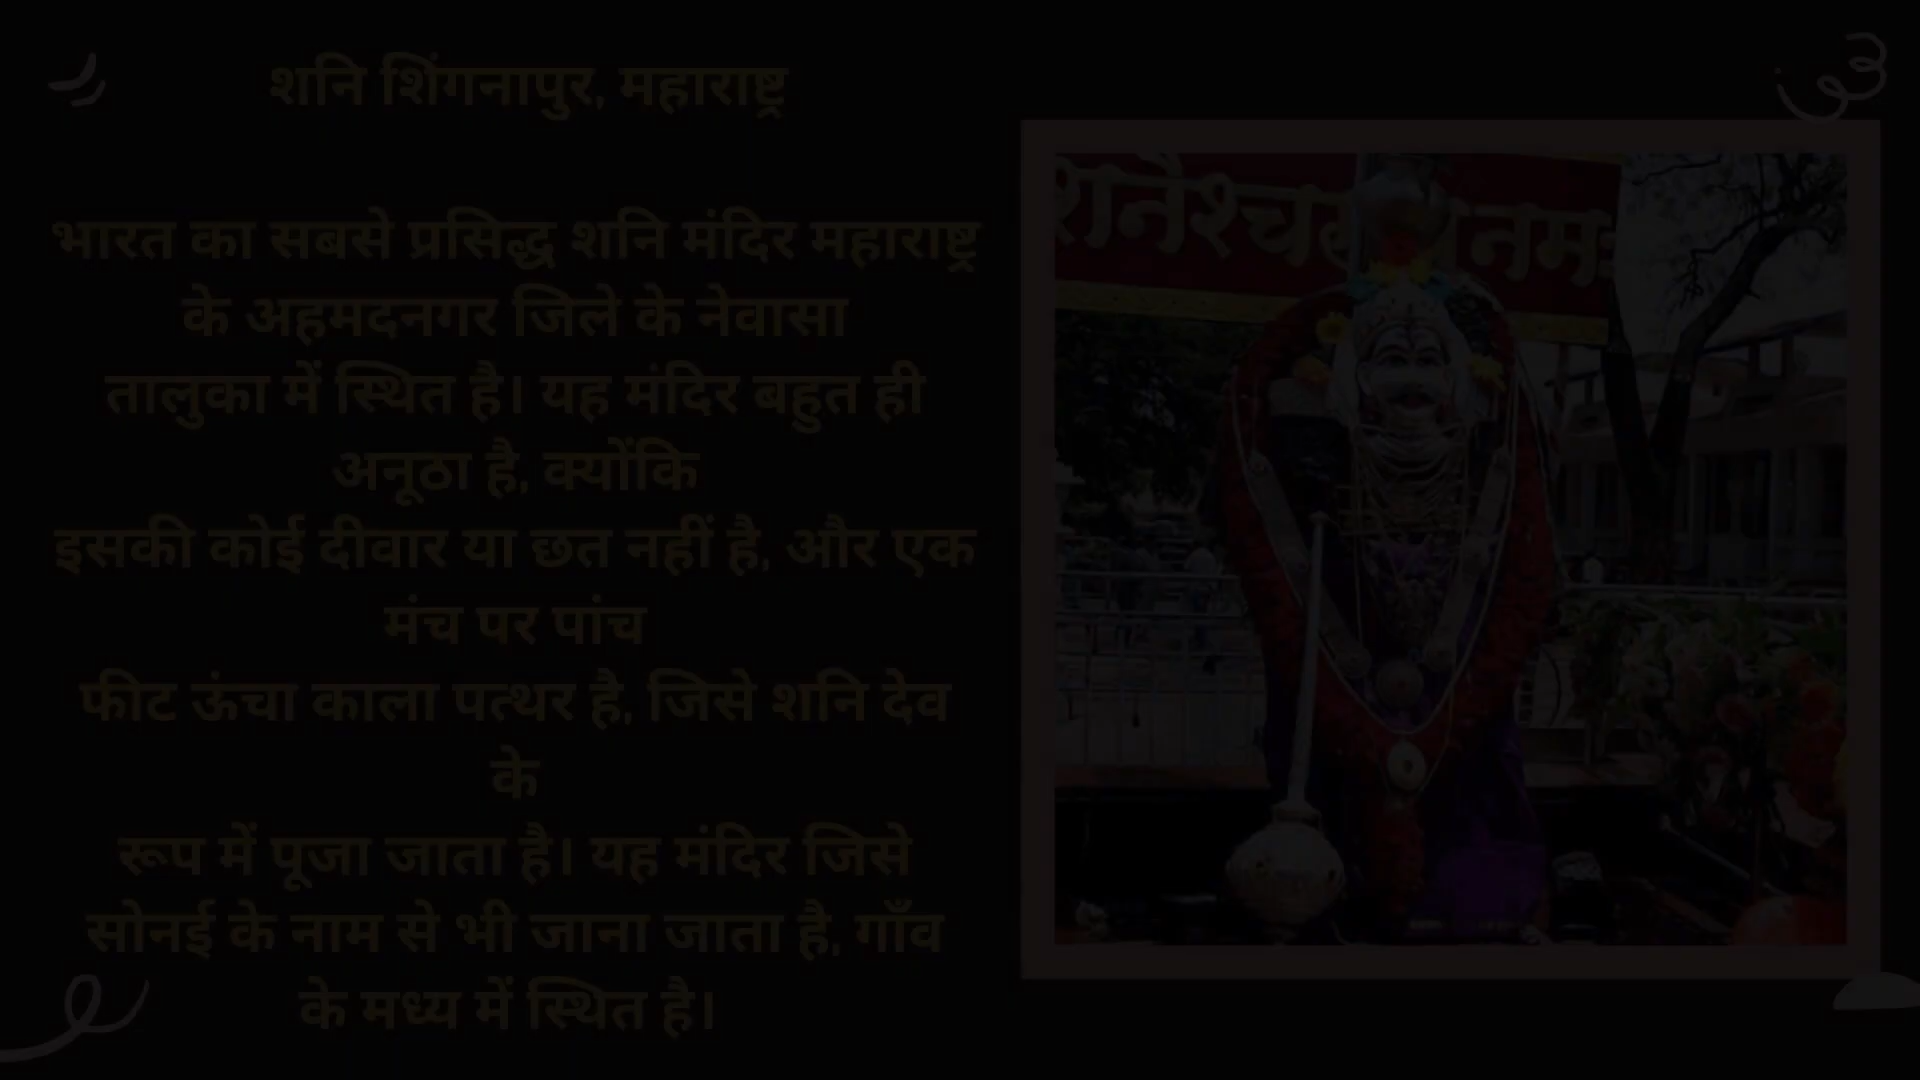 शनि शिंगनापुर, महाराष्ट्र
भारत का सबसे प्रसिद्ध शनि मंदिर महाराष्ट्र
के अहमदनगर जिले के नेवासा
तालुका में स्थित है। यह मंदिर बहुत ही
अनूठा है, क्योंकि
इसकी कोई दीवार या छत नहीं है, और एक
मंच पर पांच
फीट ऊंचा काला पत्थर है, जिसे शनि देव
के
रूप में पूजा जाता है। यह मंदिर जिसे
सोनई के नाम से भी जाना जाता है, गाँव
के मध्य में स्थित है।